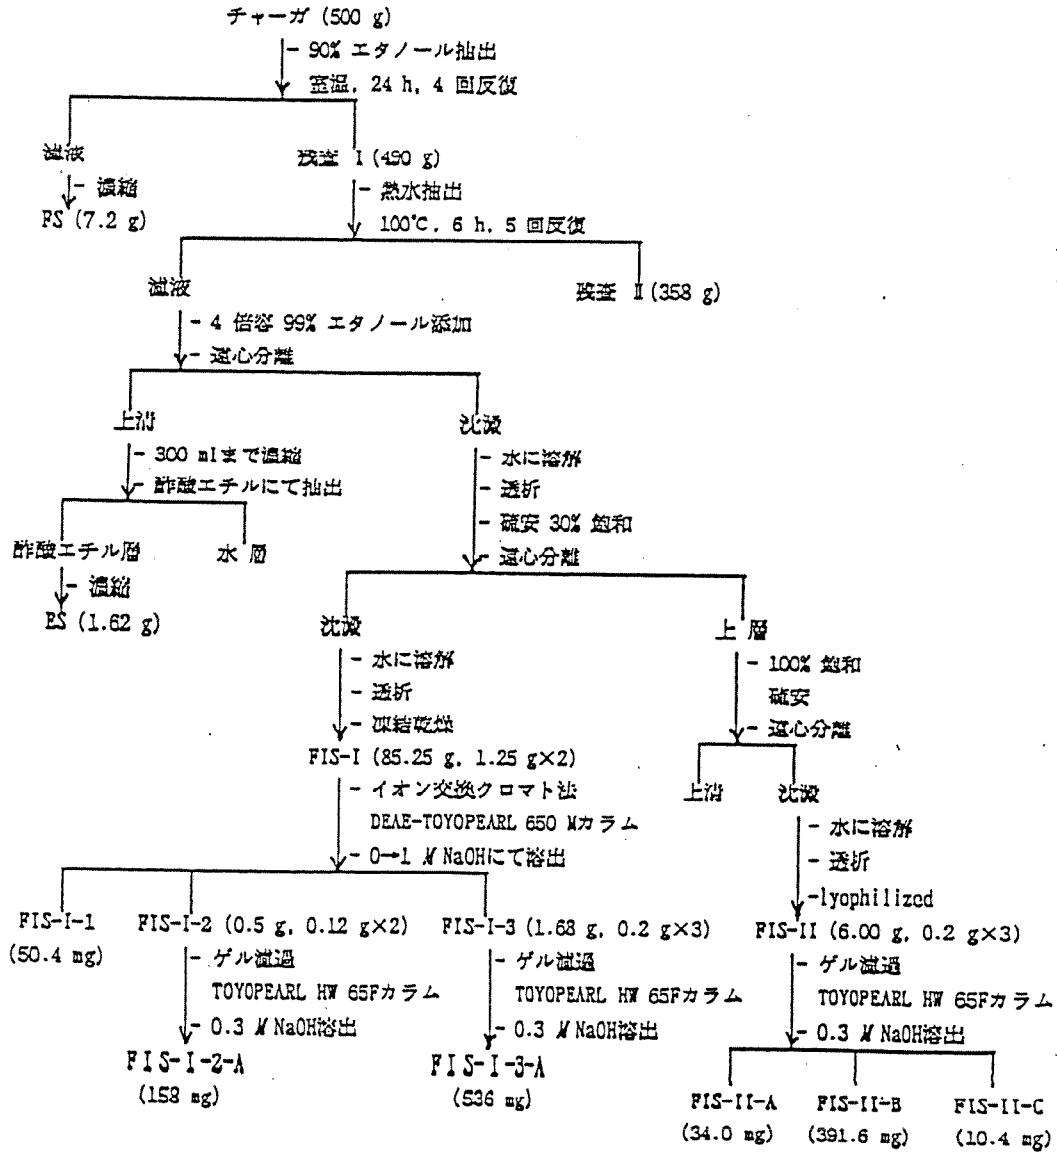 チャーガ (500 g)
- 90% エタノール抽出
室温, 24 h, 4 回反復
濾液
残査 I (490 g)
- 濃縮
- 熱水抽出
FS (7.2 g)
100℃, 6 h, 5 回反復
濾液
残査 II (358 g)
- 4 倍容 99% エタノール添加
- 遠心分離
上清
沈澱
- 300 mlまで濃縮
- 水に溶解
- 酢酸エチルにて抽出
- 透析
- 硫安 30% 飽和
酢酸エチル層
水 層
- 遠心分離
- 濃縮
ES (1.62 g)
沈澱
上 層
- 水に溶解
- 100% 飽和
- 透析
硫安
- 凍結乾燥
- 遠心分離
FIS-I (85.25 g, 1.25 g×2)
- イオン交換クロマト法
上清
沈澱
DEAE-TOYOPEARL 650 Mカラム
- 水に溶解
- 0→1 M NaOHにて溶出
- 透析
-lyophilized
FIS-I-1
FIS-I-2 (0.5 g, 0.12 g×2)
FIS-I-3 (1.68 g, 0.2 g×3)
FIS-II (6.00 g, 0.2 g×3)
(50.4 mg)
- ゲル濾過
- ゲル濾過
- ゲル濾過
TOYOPEARL HW 65Fカラム
TOYOPEARL HW 65Fカラム
TOYOPEARL HW 65Fカラム
- 0.3 M NaOH溶出
- 0.3 M NaOH溶出
- 0.3 M NaOH溶出
FIS-I-2-A
FIS-I-3-A
(158 mg)
(536 mg)
FIS-II-A
FIS-II-B
FIS-II-C
(34.0 mg)
(391.6 mg)
(10.4 mg)